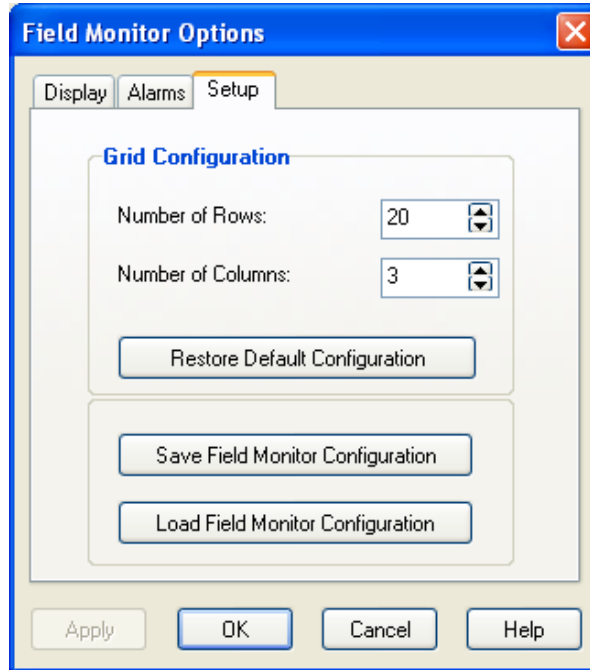 Field Monitor Options
Display Alarms Setup
Grid Configuration
Number of Rows: 20
Number of Columns: 3
Restore Default Configuration
Save Field Monitor Configuration
Load Field Monitor Configuration
Apply OK Cancel Help